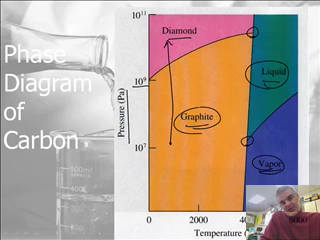 Phase
Diagram
of
Carbon
10¹¹
Diamond
Liquid
10⁹
Pressure (Pa)
Graphite
10⁷
Vapor
0 2000
Temperature (